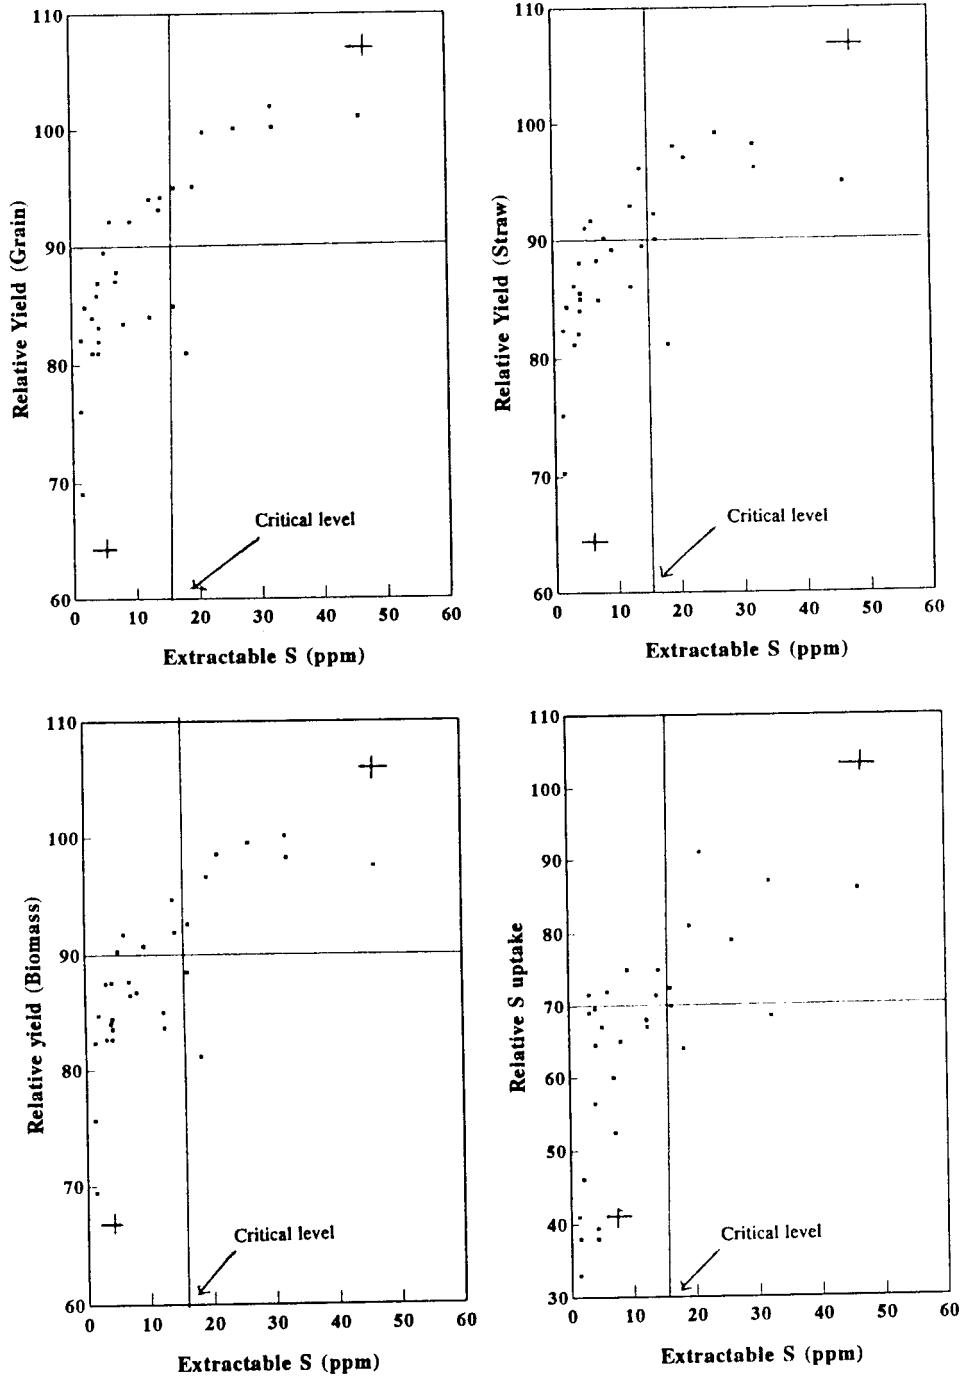 110
100
90
80
70
60
Relative Yield (Grain)
Critical level
0 10 20 30 40 50 60
Extractable S (ppm)
110
100
90
80
70
60
Relative Yield (Straw)
Critical level
0 10 20 30 40 50 60
Extractable S (ppm)
110
100
90
80
70
60
Relative yield (Biomass)
Critical level
0 10 20 30 40 50 60
Extractable S (ppm)
110
100
90
80
70
60
50
40
30
Relative S uptake
Critical level
0 10 20 30 40 50 60
Extractable S (ppm)